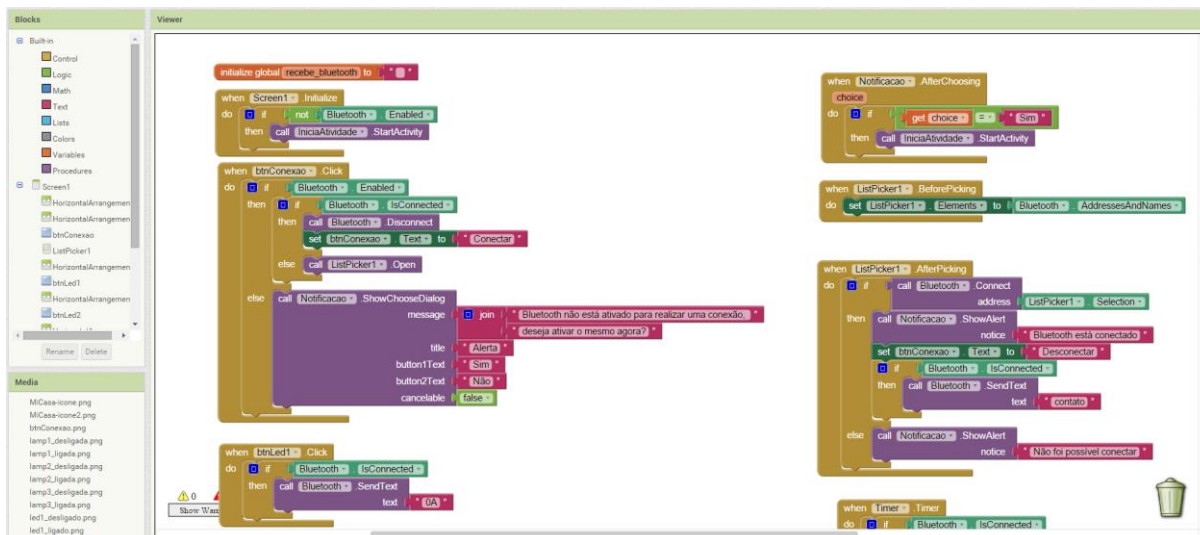 Blocks
Built-in
Control
Logic
Math
Text
Lists
Colors
Variables
Procedures
Screen1
HorizontalArrangemen
HorizontalArrangemen
btnConexao
ListPicker1
HorizontalArrangemen
btnLed1
HorizontalArrangemen
btnLed2
Rename Delete
Media
MiCasa-icone.png
MiCasa-icone2.png
btnConexao.png
lamp1_desligada.png
lamp1_ligada.png
lamp2_desligada.png
lamp2_ligada.png
lamp3_desligada.png
lamp3_ligada.png
led1_desligado.png
led1_ligado.png
Viewer
initialize global recebe_bluetooth to " "
when Screen1 .Initialize
do if not Bluetooth . Enabled
then call IniciaAtividade .StartActivity
when btnConexao .Click
do if Bluetooth . Enabled
then if Bluetooth . IsConnected
then call Bluetooth .Disconnect
set btnConexao . Text to " Conectar "
else call ListPicker1 .Open
else call Notificacao .ShowChooseDialog
message join " Bluetooth não está ativado para realizar uma conexão, "
" deseja ativar o mesmo agora? "
title " Alerta "
button1Text " Sim "
button2Text " Não "
cancelable false
when btnLed1 .Click
do if Bluetooth . IsConnected
then call Bluetooth .SendText
text " 0A "
0
Show Warn
when Notificacao .AfterChoosing
choice
do if get choice = " Sim "
then call IniciaAtividade .StartActivity
when ListPicker1 .BeforePicking
do set ListPicker1 . Elements to Bluetooth . AddressesAndNames
when ListPicker1 .AfterPicking
do if call Bluetooth .Connect
address ListPicker1 . Selection
then call Notificacao .ShowAlert
notice " Bluetooth está conectado "
set btnConexao . Text to " Desconectar "
if Bluetooth . IsConnected
then call Bluetooth .SendText
text " contato "
else call Notificacao .ShowAlert
notice " Não foi possível conectar "
when Timer .Timer
do if Bluetooth . IsConnected